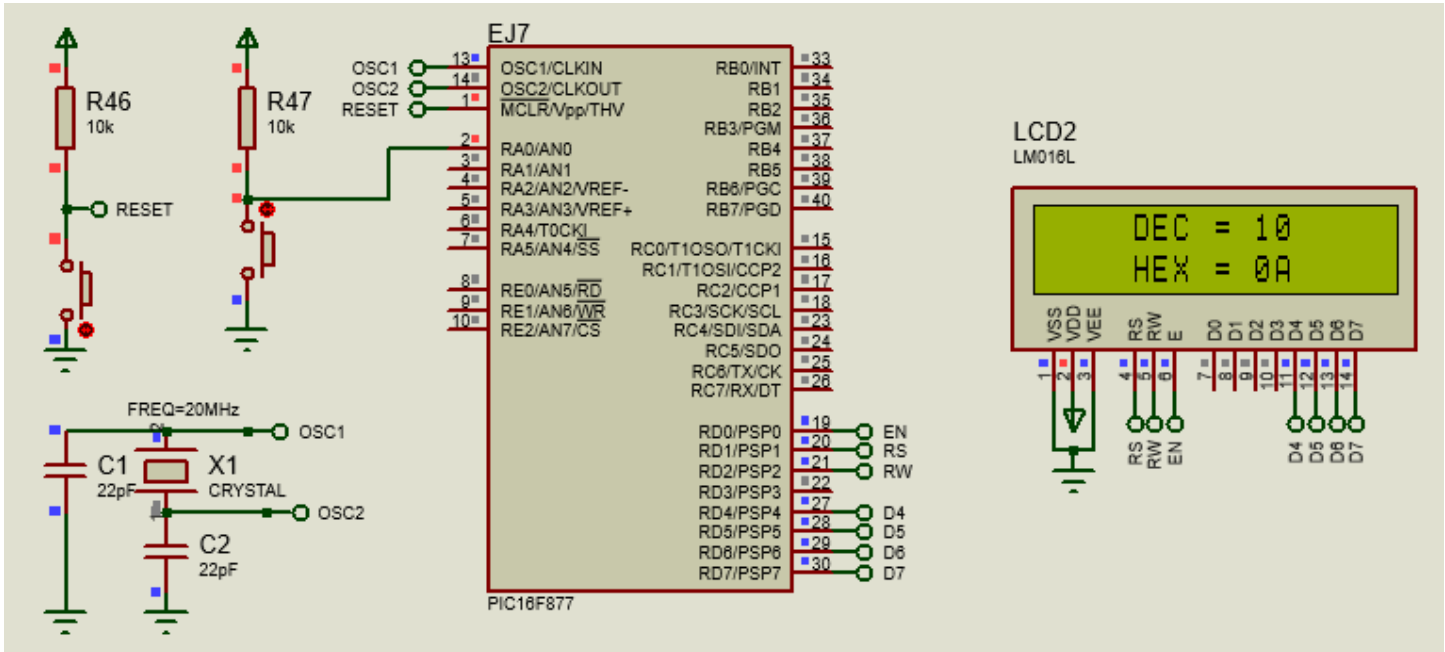 R46
10k
RESET
R47
10k
FREQ=20MHz
OSC1
C1
22pF
X1
CRYSTAL
OSC2
C2
22pF
EJ7
OSC1 13 OSC1/CLKIN
OSC2 14 OSC2/CLKOUT
RESET 1 MCLR/Vpp/THV
2 RA0/AN0
3 RA1/AN1
4 RA2/AN2/VREF-
5 RA3/AN3/VREF+
6 RA4/T0CKI
7 RA5/AN4/SS
8 RE0/AN5/RD
9 RE1/AN6/WR
10 RE2/AN7/CS
RB0/INT 33
RB1 34
RB2 35
RB3/PGM 36
RB4 37
RB5 38
RB6/PGC 39
RB7/PGD 40
RC0/T1OSO/T1CKI 15
RC1/T1OSI/CCP2 16
RC2/CCP1 17
RC3/SCK/SCL 18
RC4/SDI/SDA 23
RC5/SDO 24
RC6/TX/CK 25
RC7/RX/DT 26
RD0/PSP0 19 EN
RD1/PSP1 20 RS
RD2/PSP2 21 RW
RD3/PSP3 22
RD4/PSP4 27 D4
RD5/PSP5 28 D5
RD6/PSP6 29 D6
RD7/PSP7 30 D7
PIC16F877
LCD2
LM016L
DEC = 10
HEX = 0A
VSS VDD VEE RS RW E D0 D1 D2 D3 D4 D5 D6 D7
1 2 3 4 5 6 7 8 9 10 11 12 13 14
RS RW EN D4 D5 D6 D7